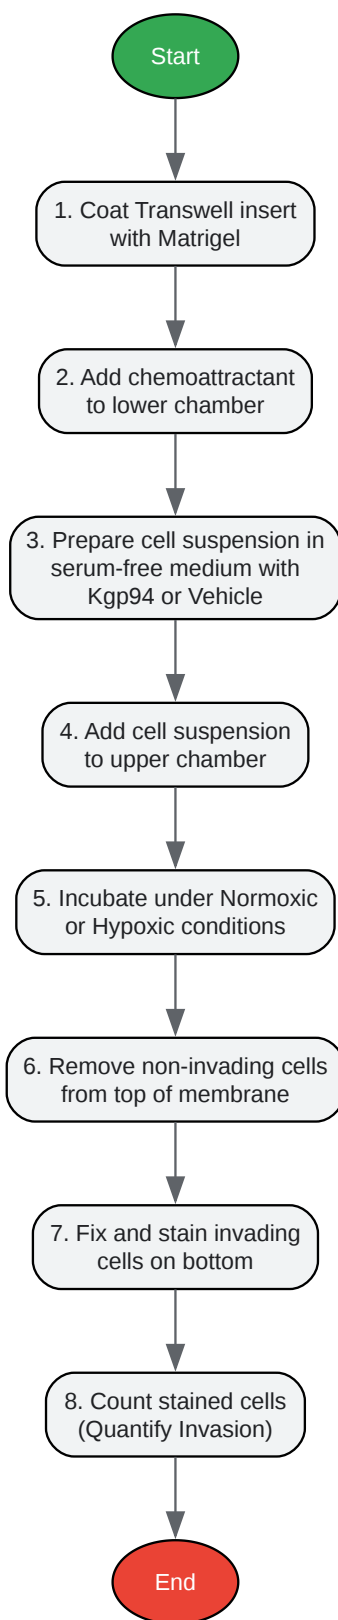 Start
1. Coat Transwell insert
with Matrigel
2. Add chemoattractant
to lower chamber
3. Prepare cell suspension in
serum-free medium with
Kgp94 or Vehicle
4. Add cell suspension
to upper chamber
5. Incubate under Normoxic
or Hypoxic conditions
6. Remove non-invading cells
from top of membrane
7. Fix and stain invading
cells on bottom
8. Count stained cells
(Quantify Invasion)
End